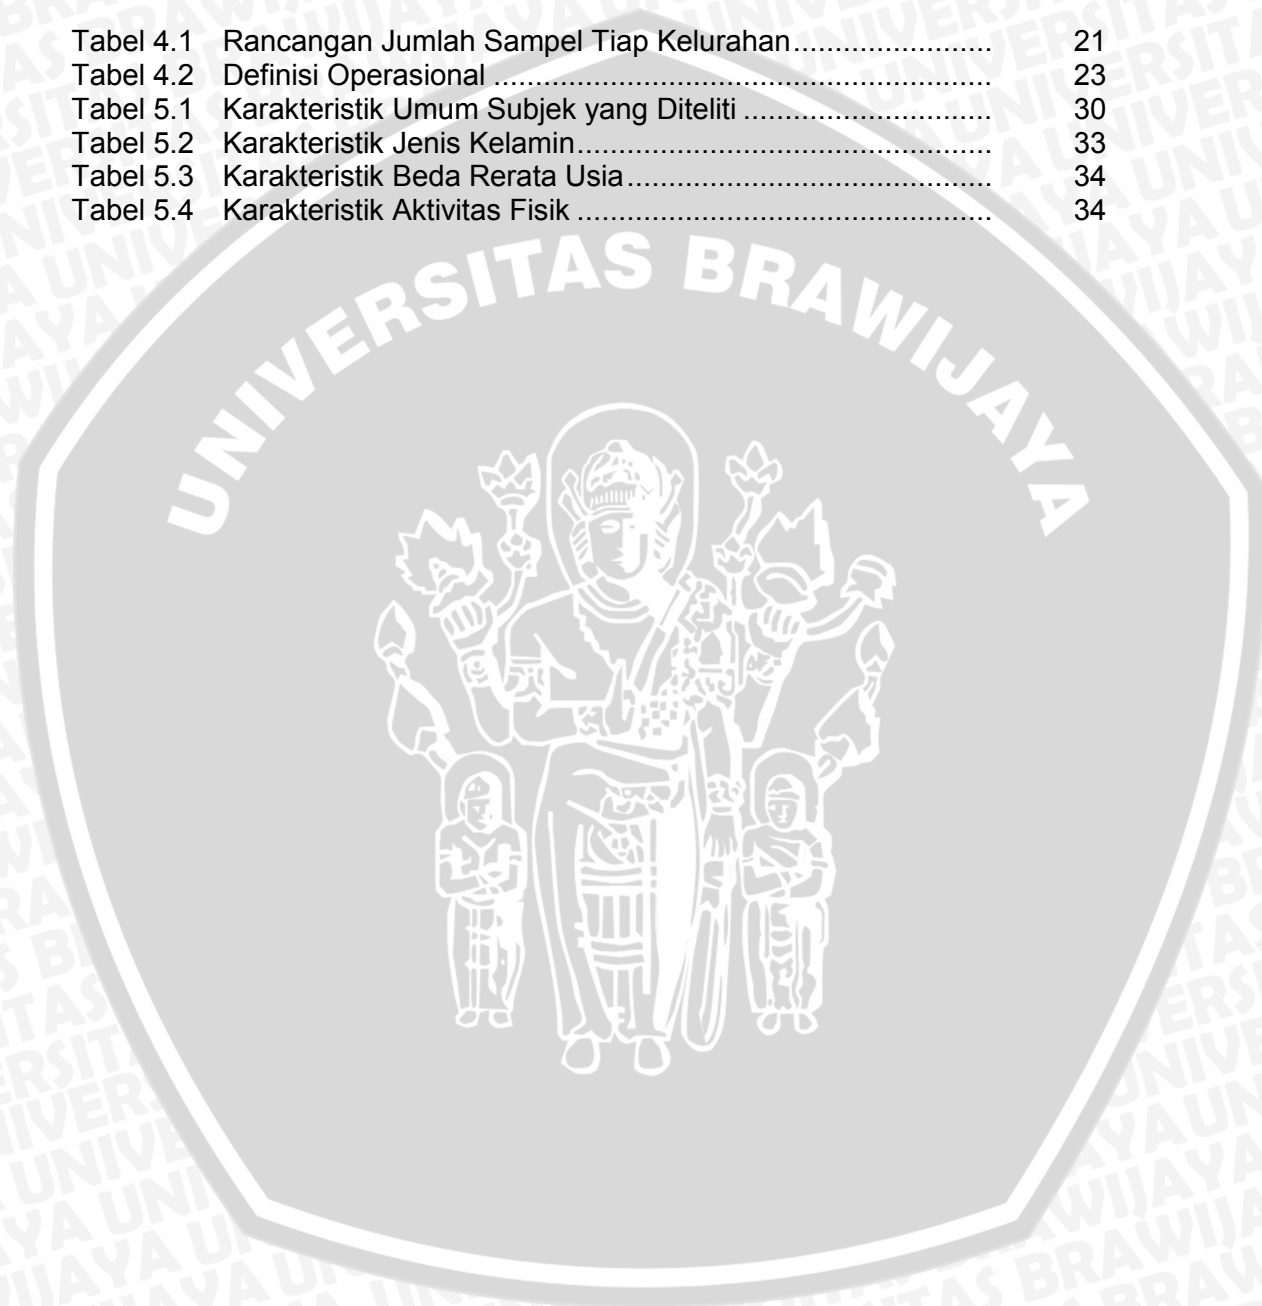 Tabel 4.1 Rancangan Jumlah Sampel Tiap Kelurahan........................ 21
Tabel 4.2 Definisi Operasional ............................................................ 23
Tabel 5.1 Karakteristik Umum Subjek yang Diteliti .............................. 30
Tabel 5.2 Karakteristik Jenis Kelamin.................................................. 33
Tabel 5.3 Karakteristik Beda Rerata Usia............................................ 34
Tabel 5.4 Karakteristik Aktivitas Fisik .................................................. 34
UNIVERSITAS BRAWIJAYA